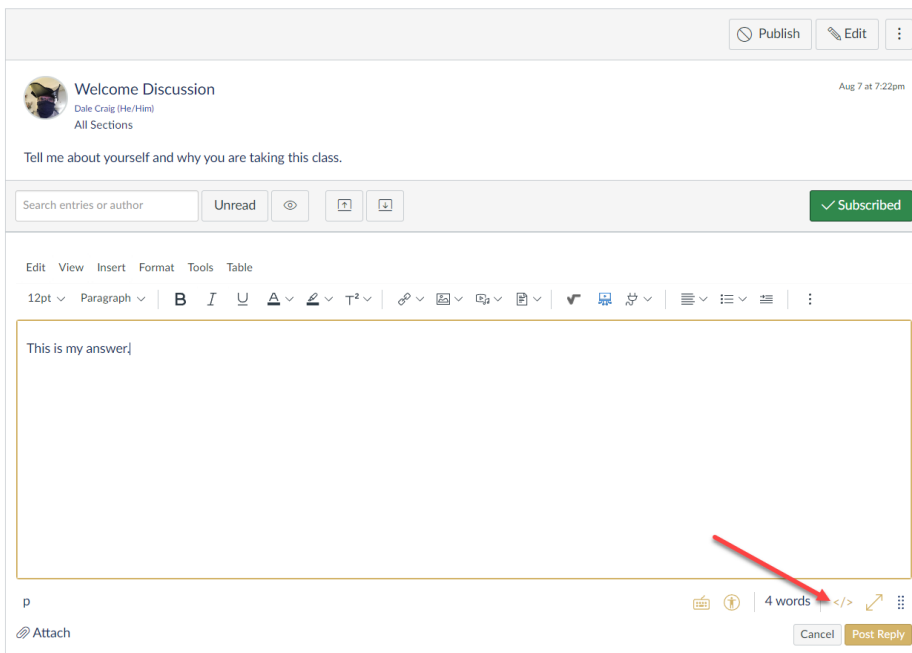 Publish Edit
Welcome Discussion
Aug 7 at 7:22pm
Dale Craig (He/Him)
All Sections
Tell me about yourself and why you are taking this class.
Search entries or author Unread Subscribed
Edit View Insert Format Tools Table
12pt Paragraph B I U A T²
This is my answer.
p 4 words </>
Attach Cancel Post Reply